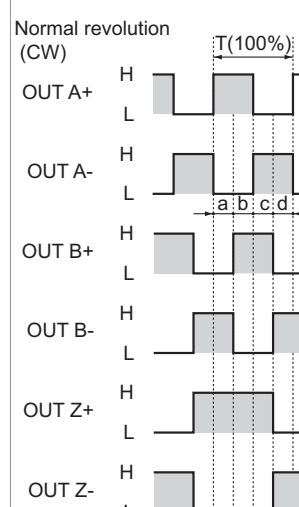 Normal revolution
(CW)
T(100%)
H
OUT A+
L
H
OUT A-
L
a b c d
H
OUT B+
L
H
OUT B-
L
H
OUT Z+
L
H
OUT Z-